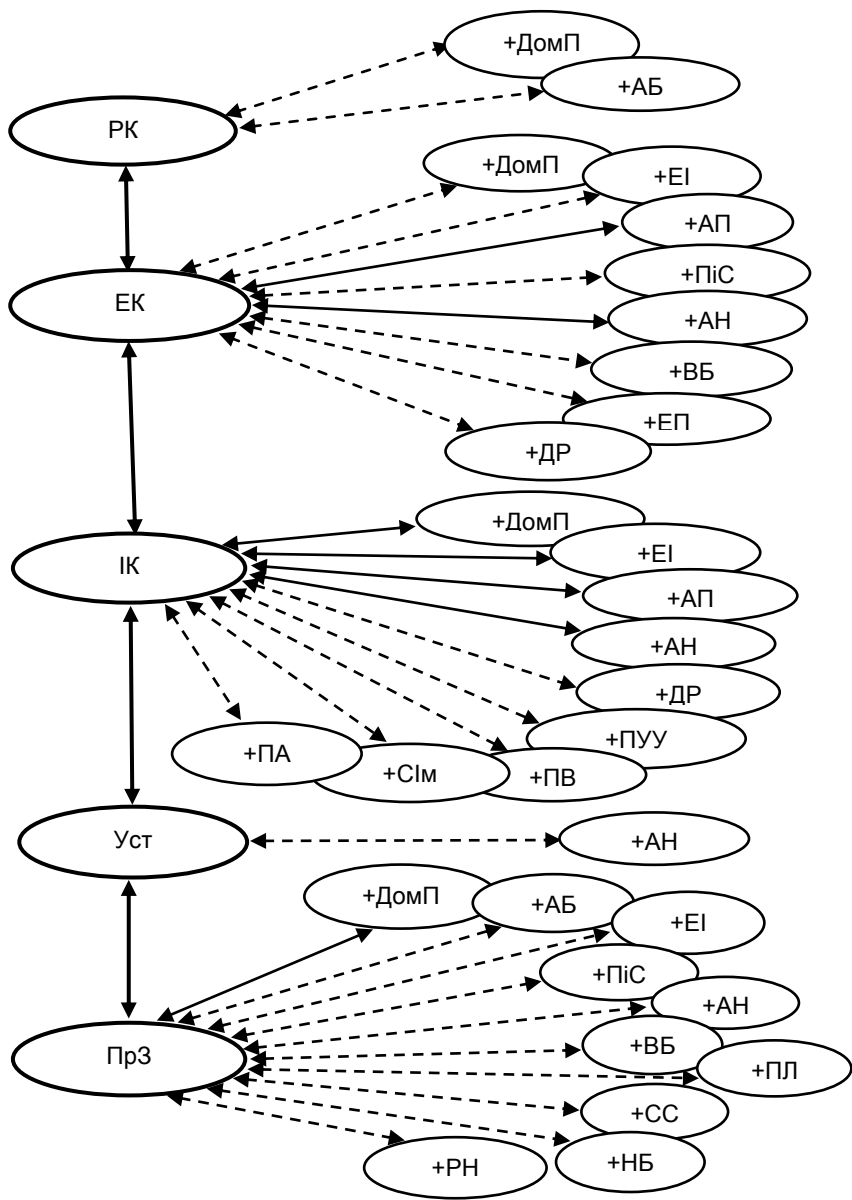 +ДомП
+АБ
РК
+ДомП
+ЕІ
+АП
+ПіС
ЕК
+АН
+ВБ
+ЕП
+ДР
+ДомП
+ЕІ
ІК
+АП
+АН
+ДР
+ПУУ
+ПА
+СІм
+ПВ
Уст
+АН
+ДомП
+АБ
+ЕІ
+ПіС
+АН
+ВБ
ПрЗ
+ПЛ
+СС
+РН
+НБ